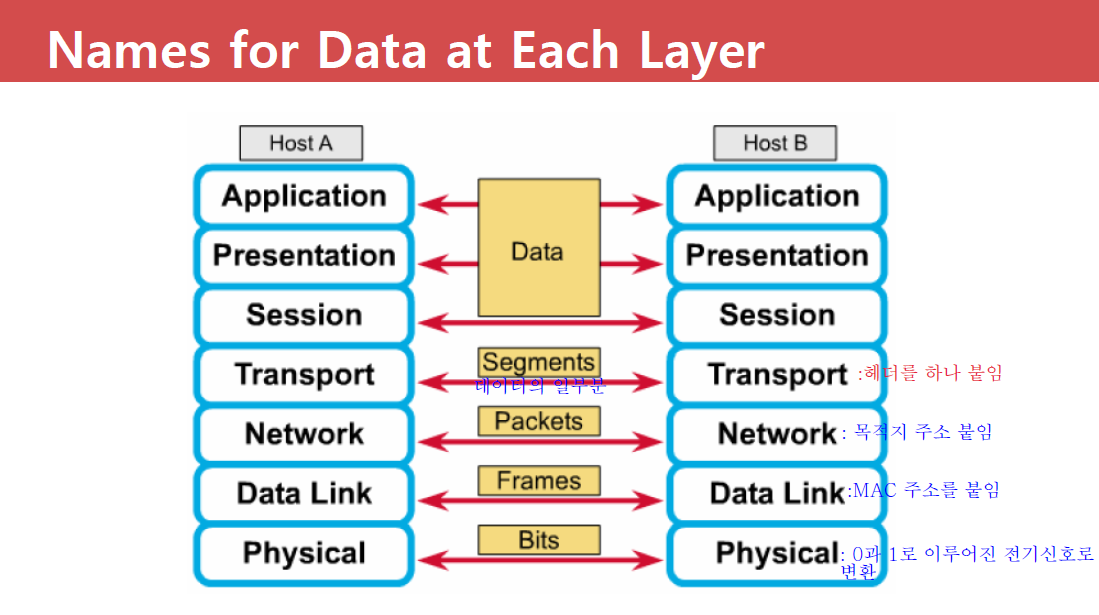 Names for Data at Each Layer
Host A
Host B
Application
Application
Presentation
Data
Presentation
Session
Session
Transport
Segments
데이터의 일부분
Transport :헤더를 하나 붙임
Network
Packets
Network : 목적지 주소 붙임
Data Link
Frames
Data Link :MAC 주소를 붙임
Physical
Bits
Physical : 0과 1로 이루어진 전기신호로
변환